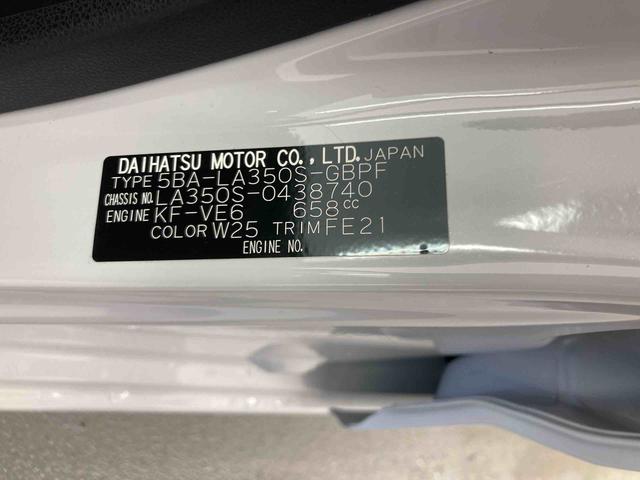 DAIHATSU MOTOR CO., LTD. JAPAN
TYPE 5BA-LA350S-GBPF
CHASSIS NO. LA350S-0438740
ENGINE KF-VE6 658cc
COLOR W25 TRIM FE21
ENGINE NO.